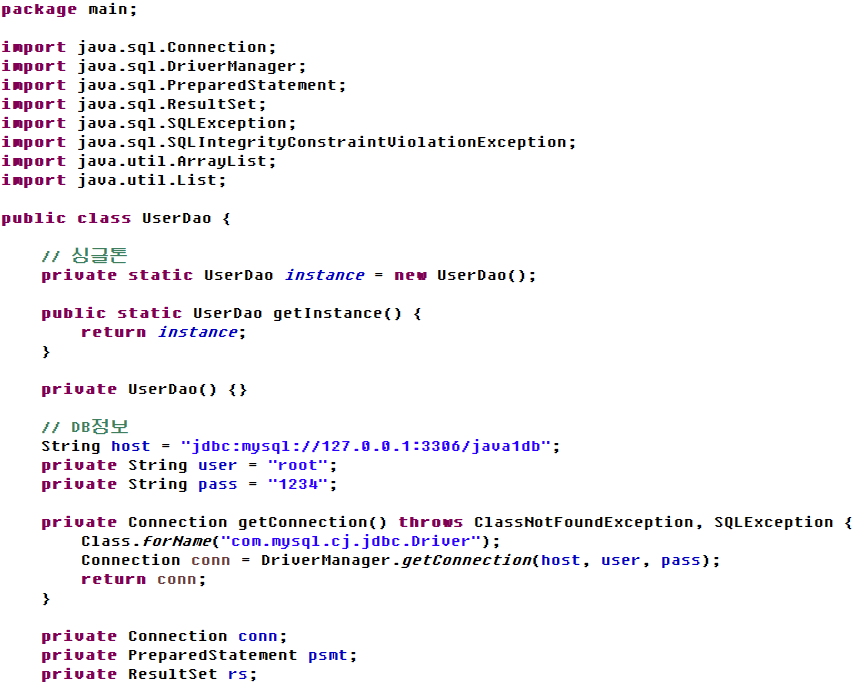 package main;
import java.sql.Connection;
import java.sql.DriverManager;
import java.sql.PreparedStatement;
import java.sql.ResultSet;
import java.sql.SQLException;
import java.sql.SQLIntegrityConstraintViolationException;
import java.util.ArrayList;
import java.util.List;
public class UserDao {
// 싱글톤
private static UserDao instance = new UserDao();
public static UserDao getInstance() {
return instance;
}
private UserDao() {}
// DB정보
String host = "jdbc:mysql://127.0.0.1:3306/java1db";
private String user = "root";
private String pass = "1234";
private Connection getConnection() throws ClassNotFoundException, SQLException {
Class.forName("com.mysql.cj.jdbc.Driver");
Connection conn = DriverManager.getConnection(host, user, pass);
return conn;
}
private Connection conn;
private PreparedStatement psmt;
private ResultSet rs;